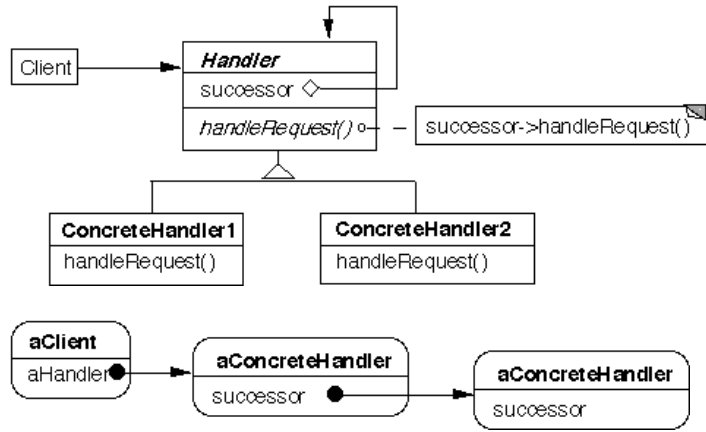 Client
Handler
successor
handleRequest()
successor->handleRequest()
ConcreteHandler1
handleRequest()
ConcreteHandler2
handleRequest()
aClient
aHandler
aConcreteHandler
successor
aConcreteHandler
successor